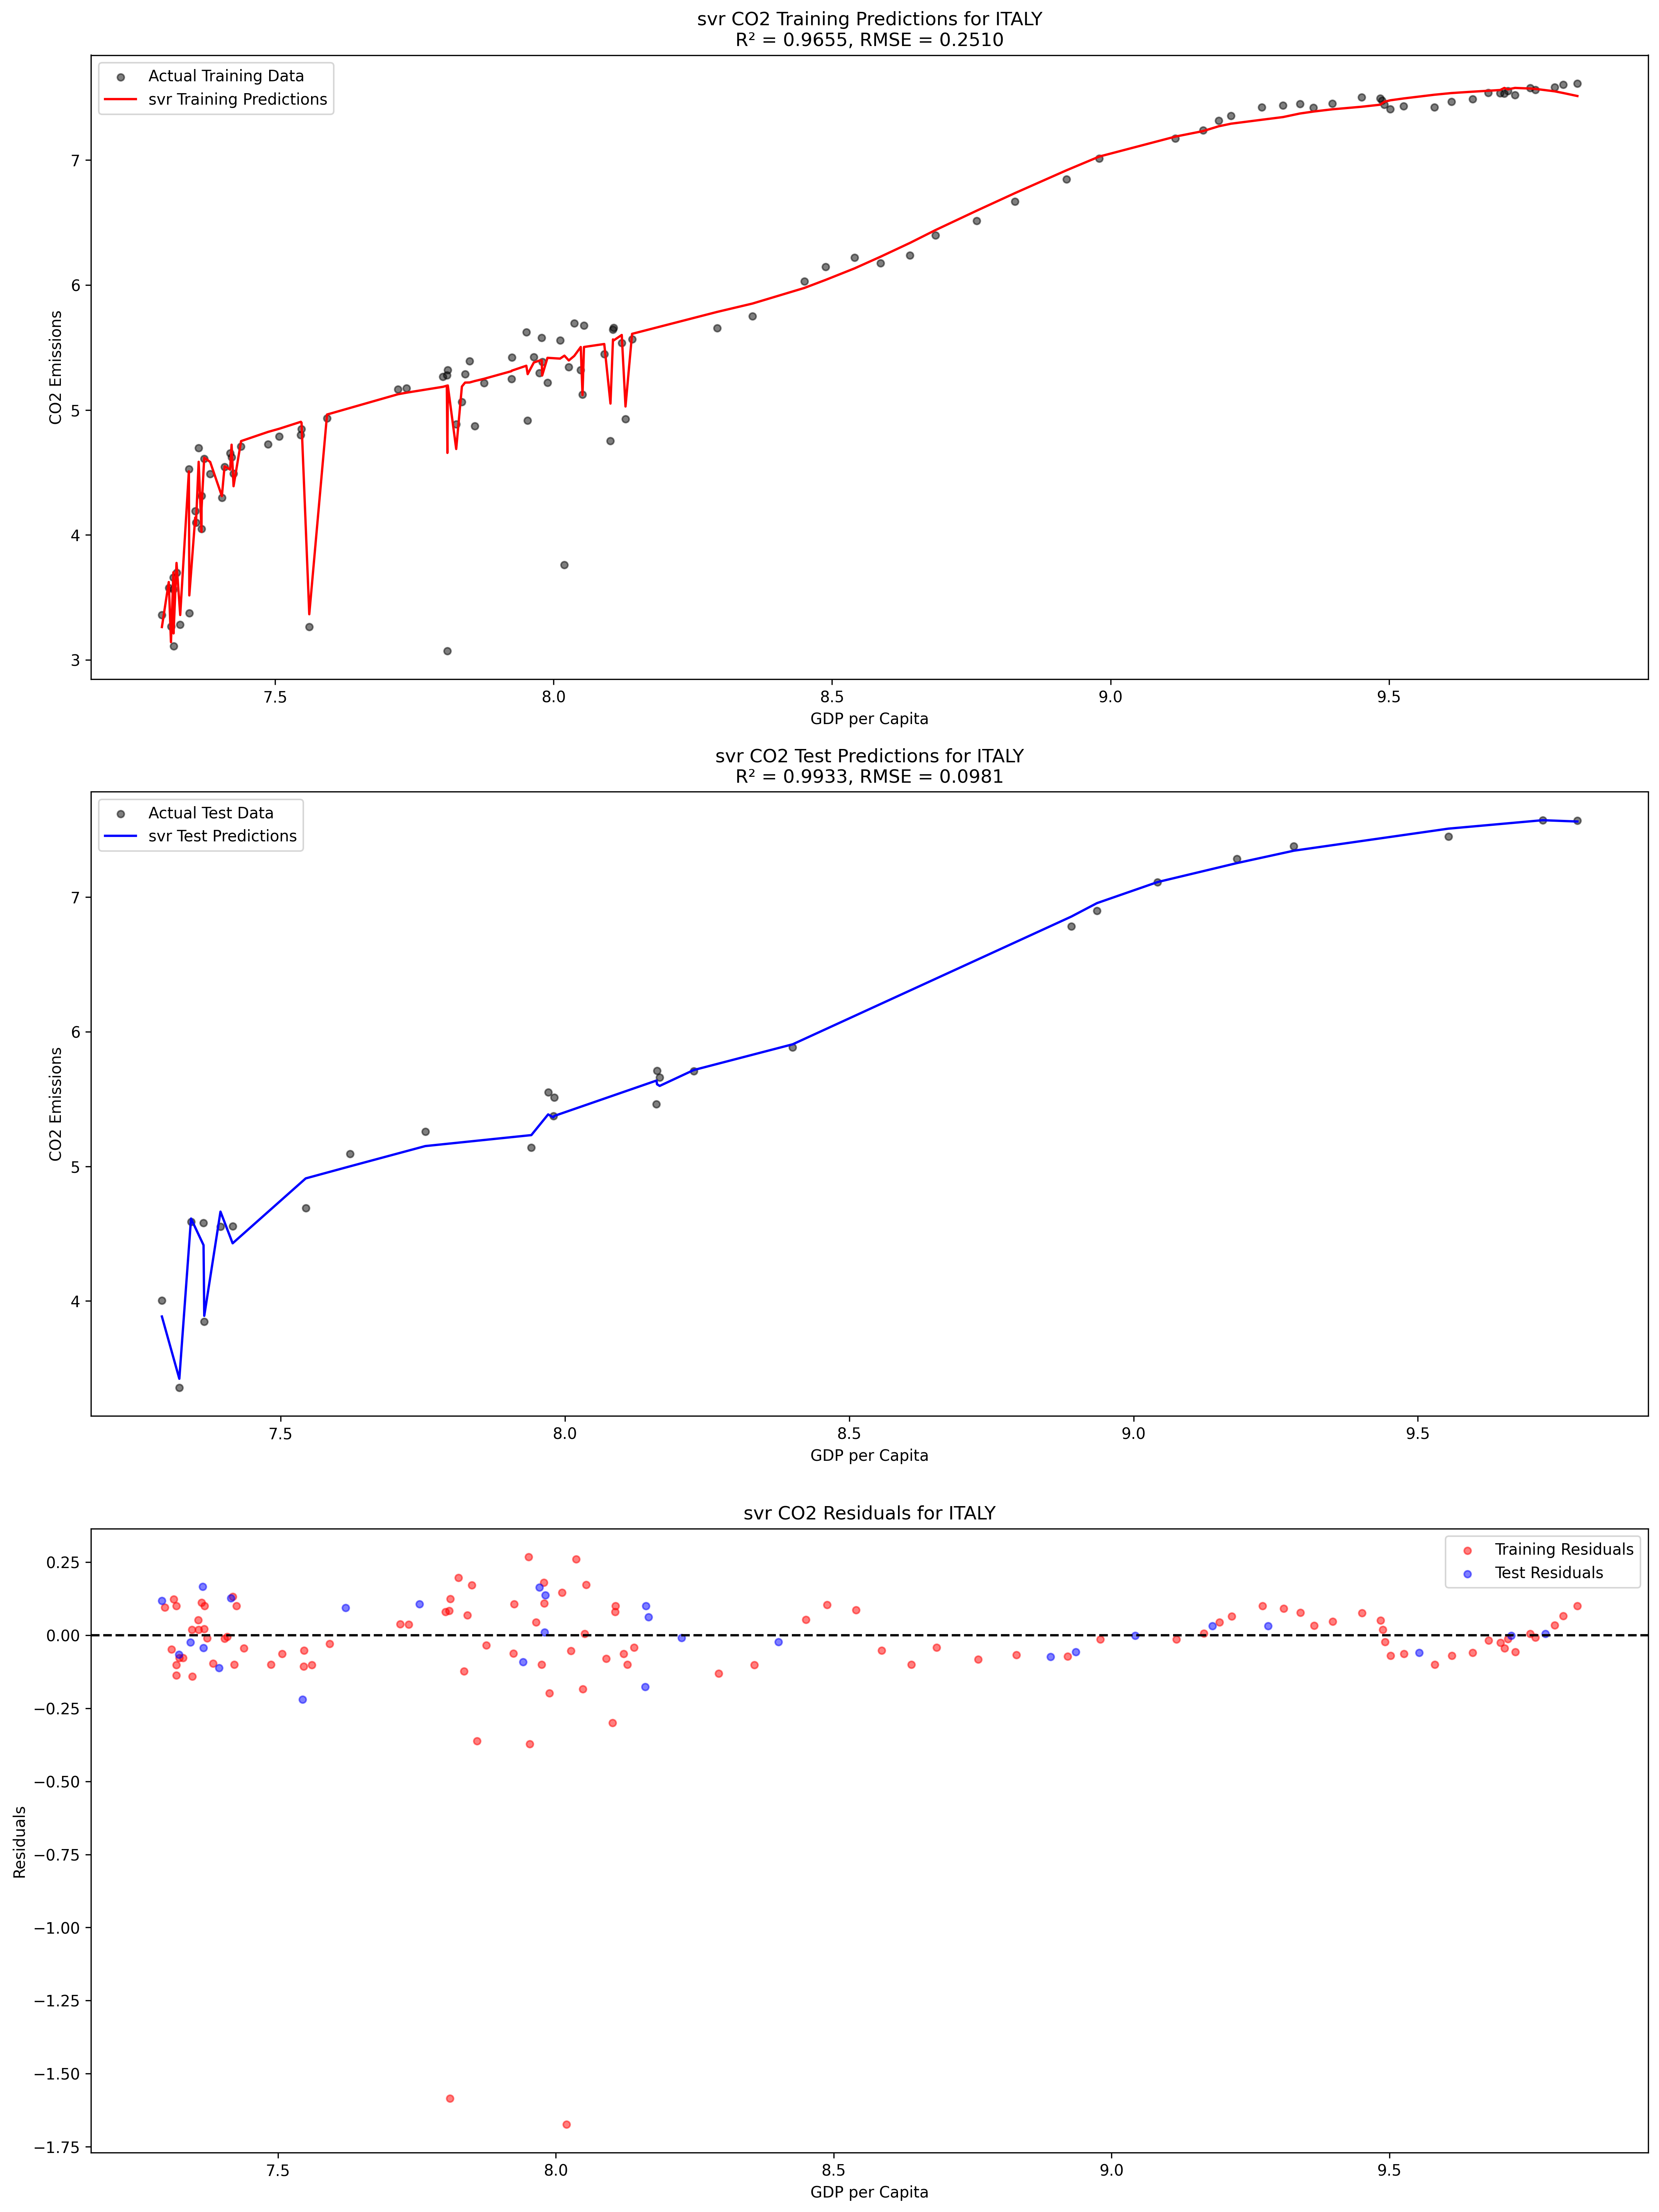 svr CO2 Training Predictions for ITALY
R² = 0.9655, RMSE = 0.2510
Actual Training Data
svr Training Predictions
CO2 Emissions
7
6
5
4
3
7.5 8.0 8.5 9.0 9.5
GDP per Capita
svr CO2 Test Predictions for ITALY
R² = 0.9933, RMSE = 0.0981
Actual Test Data
svr Test Predictions
CO2 Emissions
7
6
5
4
7.5 8.0 8.5 9.0 9.5
GDP per Capita
svr CO2 Residuals for ITALY
Training Residuals
Test Residuals
Residuals
0.25
0.00
−0.25
−0.50
−0.75
−1.00
−1.25
−1.50
−1.75
7.5 8.0 8.5 9.0 9.5
GDP per Capita